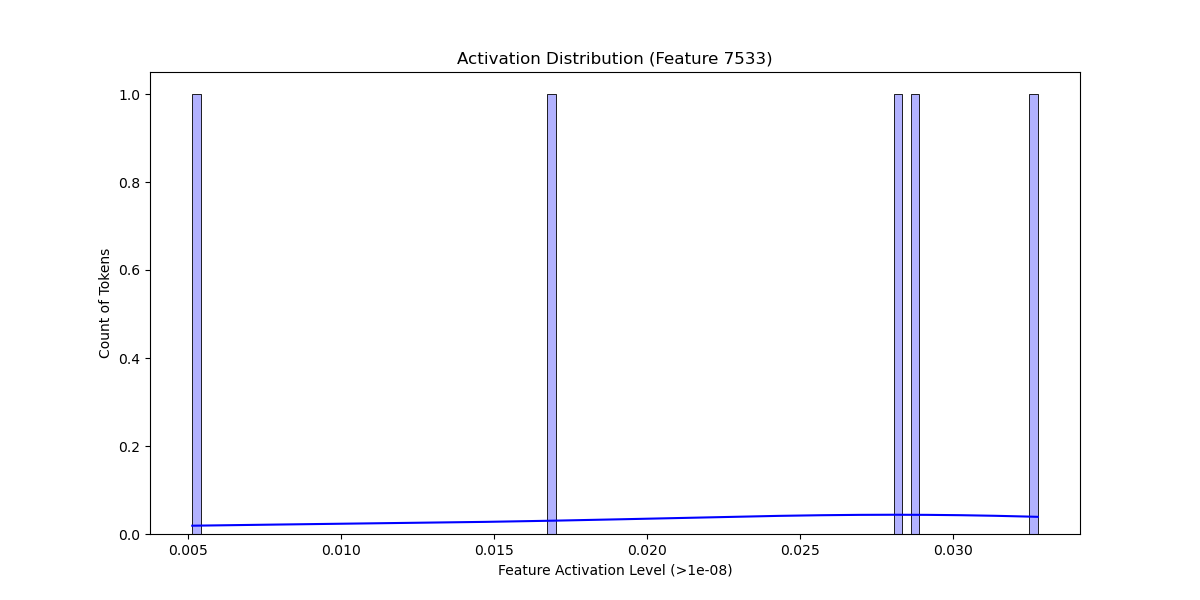 Activation Distribution (Feature 7533)
1.0
0.8
0.6
0.4
0.2
0.0
Count of Tokens
0.005 0.010 0.015 0.020 0.025 0.030
Feature Activation Level (>1e-08)